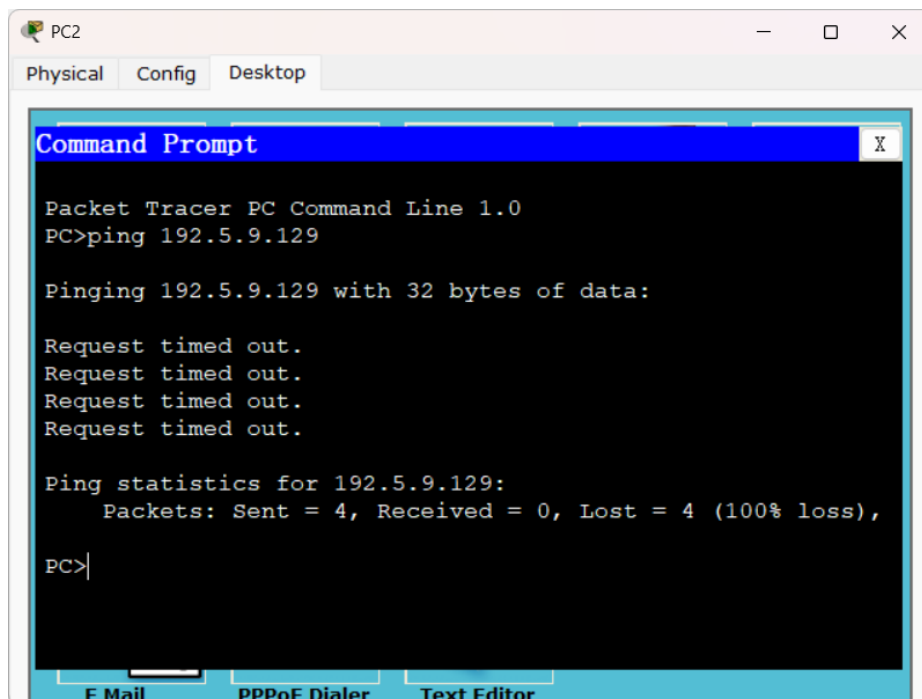 PC2
Physical Config Desktop
Command Prompt X
Packet Tracer PC Command Line 1.0
PC>ping 192.5.9.129
Pinging 192.5.9.129 with 32 bytes of data:
Request timed out.
Request timed out.
Request timed out.
Request timed out.
Ping statistics for 192.5.9.129:
Packets: Sent = 4, Received = 0, Lost = 4 (100% loss),
PC>
E Mail PPPoE Dialer Text Editor